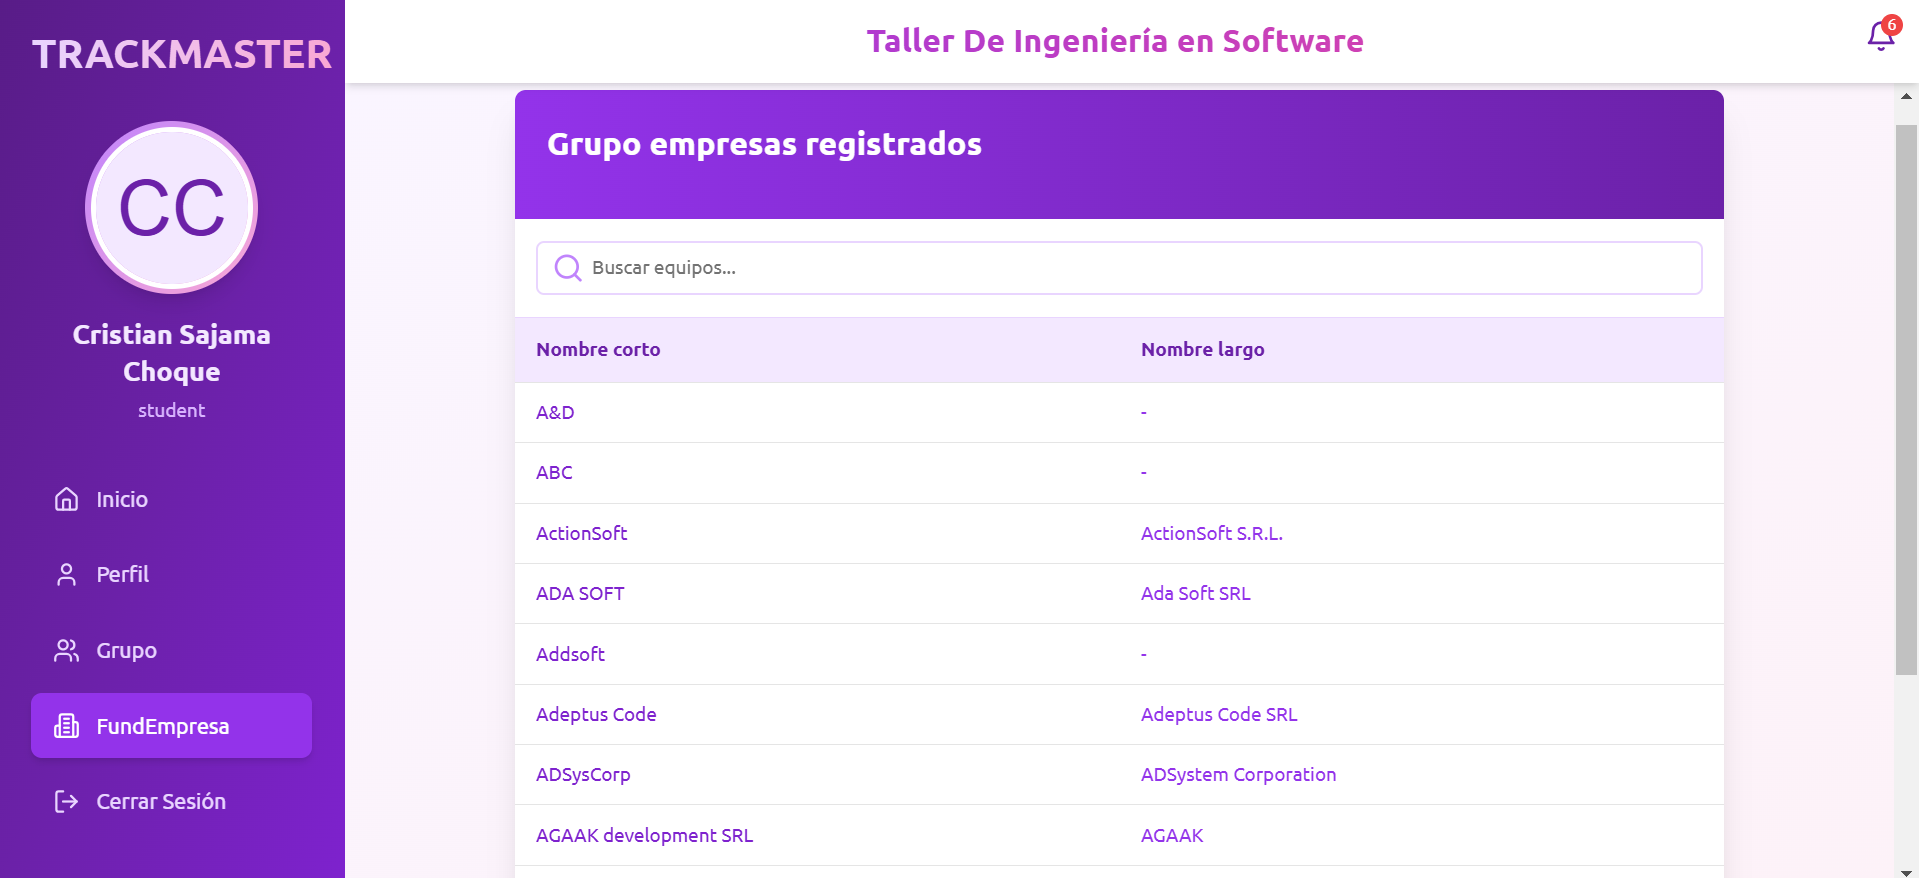 TRACKMASTER
CC
Cristian Sajama
Choque
student
Inicio
Perfil
Grupo
FundEmpresa
Cerrar Sesión
Taller De Ingeniería en Software
6
Grupo empresas registrados
Buscar equipos...
Nombre corto Nombre largo
A&D -
ABC -
ActionSoft ActionSoft S.R.L.
ADA SOFT Ada Soft SRL
Addsoft -
Adeptus Code Adeptus Code SRL
ADSysCorp ADSystem Corporation
AGAAK development SRL AGAAK